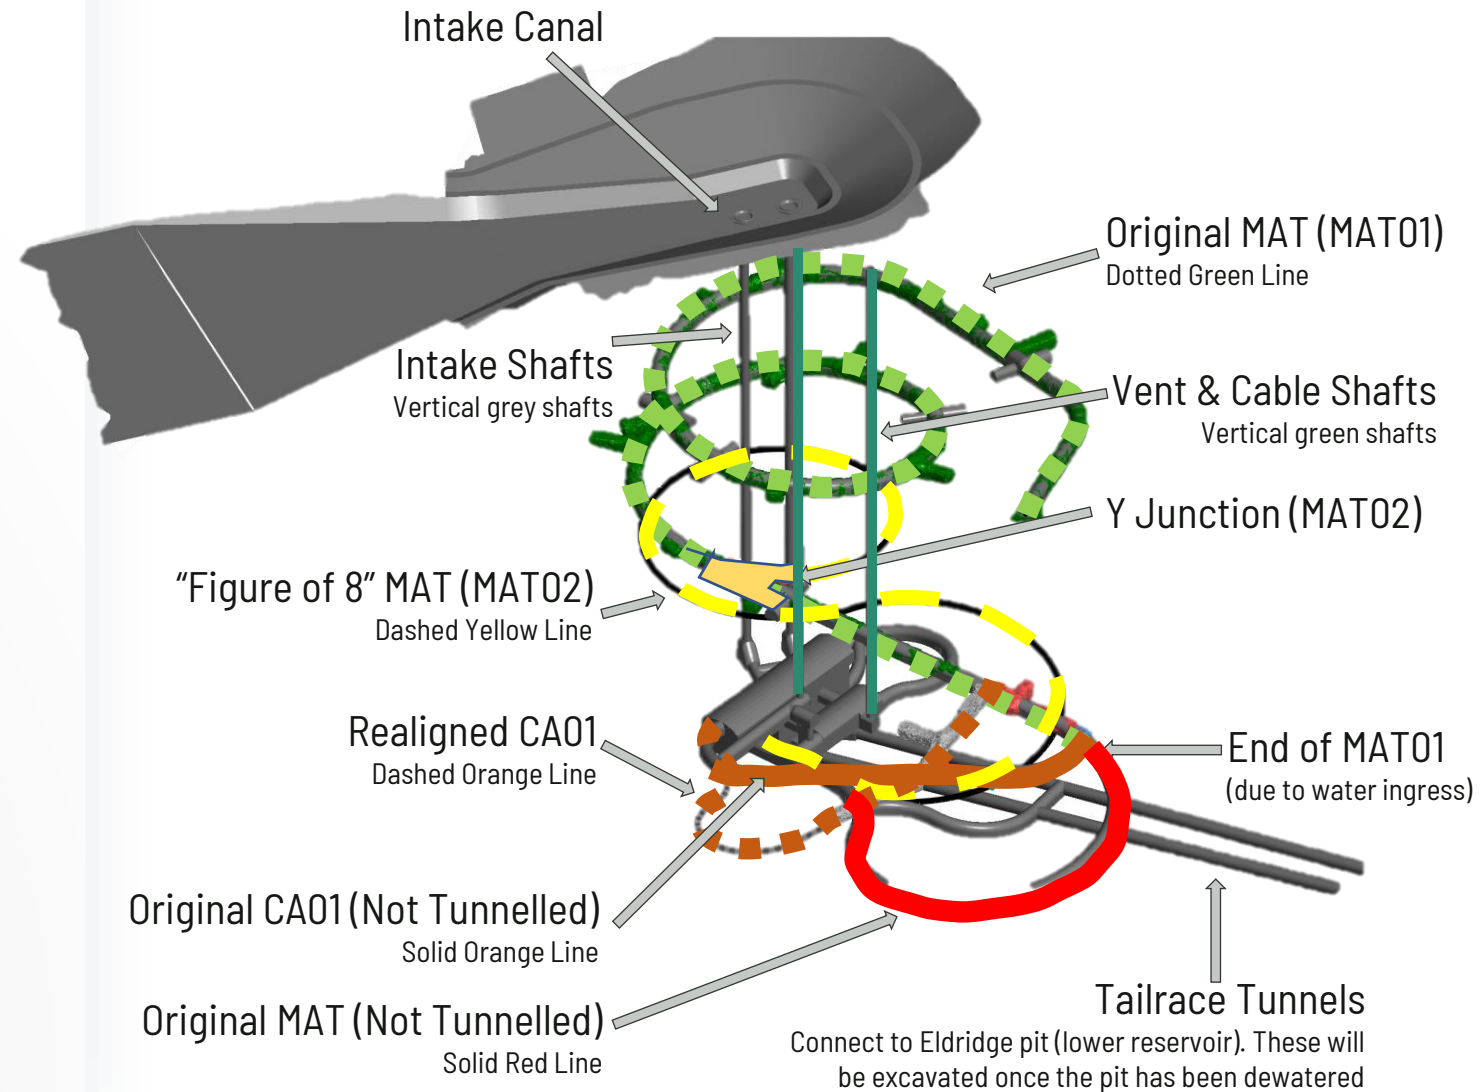 Intake Canal
Original MAT (MAT01)
Dotted Green Line
Intake Shafts
Vertical grey shafts
Vent & Cable Shafts
Vertical green shafts
Y Junction (MAT02)
“Figure of 8” MAT (MAT02)
Dashed Yellow Line
Realigned CA01
Dashed Orange Line
End of MAT01
(due to water ingress)
Original CA01 (Not Tunnelled)
Solid Orange Line
Original MAT (Not Tunnelled)
Solid Red Line
Tailrace Tunnels
Connect to Eldridge pit (lower reservoir). These will
be excavated once the pit has been dewatered